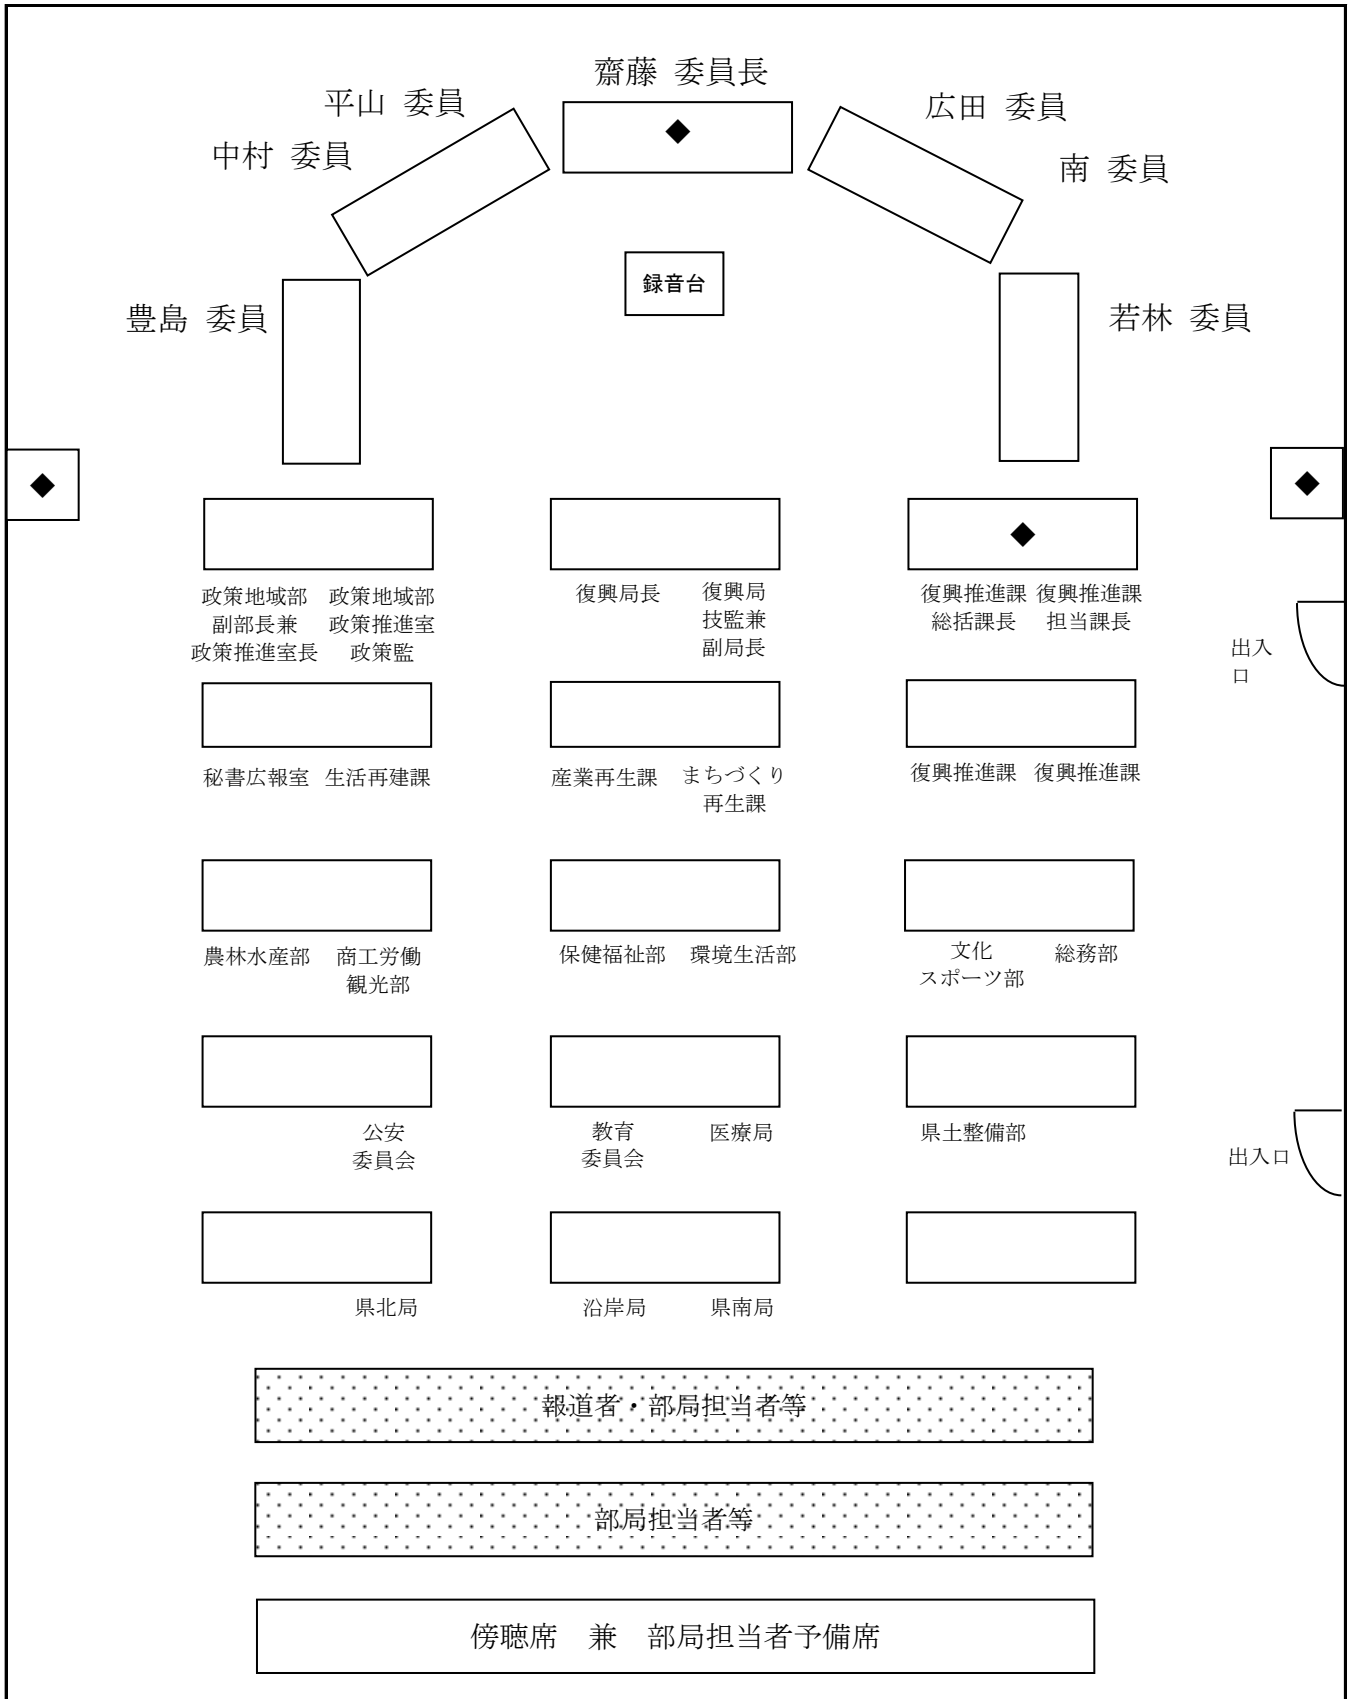 齋藤 委員長
平山 委員
広田 委員
中村 委員
南 委員
録音台
豊島 委員
若林 委員
◆
◆
◆
◆
政策地域部
副部長兼
政策推進室長
政策地域部
政策推進室
政策監
復興局長
復興局
技監兼
副局長
復興推進課
総括課長
復興推進課
担当課長
出入
口
秘書広報室
生活再建課
産業再生課
まちづくり
再生課
復興推進課
復興推進課
農林水産部
商工労働
観光部
保健福祉部
環境生活部
文化
スポーツ部
総務部
公安
委員会
教育
委員会
医療局
県土整備部
出入口
県北局
沿岸局
県南局
報道者・部局担当者等
部局担当者等
傍聴席　兼　部局担当者予備席